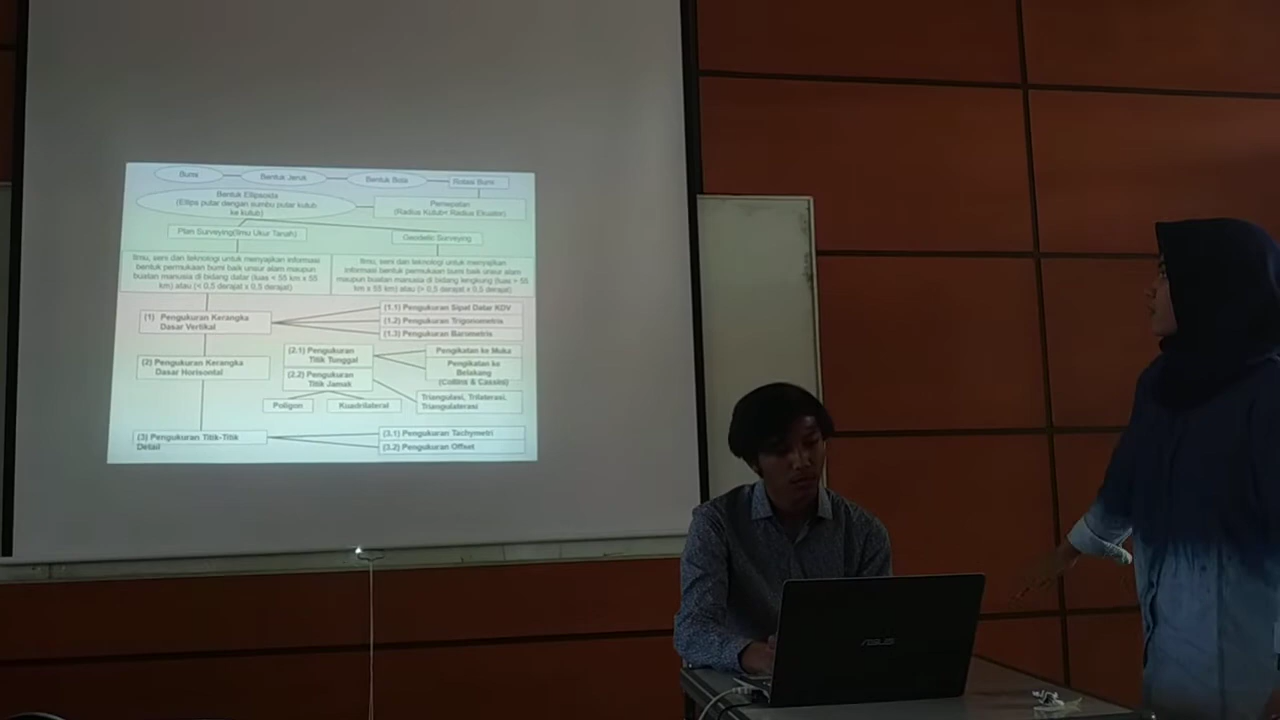 Bumi
Bentuk Jeruk
Bentuk Bola
Rotasi Bumi
Bentuk Ellipsoida
(Ellips putar dengan sumbu putar kutub
ke kutub)
Pemepatan
(Radius Kutub< Radius Ekuator)
Plan Surveying(Ilmu Ukur Tanah)
Geodetic Surveying
Ilmu, seni dan teknologi untuk menyajikan informasi
bentuk permukaan bumi baik unsur alam maupun
buatan manusia di bidang datar (luas < 55 km x 55
km) atau (< 0,5 derajat x 0,5 derajat)
Ilmu, seni dan teknologi untuk menyajikan
informasi bentuk permukaan bumi baik unsur alam
maupun buatan manusia di bidang lengkung (luas > 55
km x 55 km) atau (> 0,5 derajat x 0,5 derajat)
(1) Pengukuran Kerangka
Dasar Vertikal
(1.1) Pengukuran Sipat Datar KDV
(1.2) Pengukuran Trigonometris
(1.3) Pengukuran Barometris
(2) Pengukuran Kerangka
Dasar Horisontal
(2.1) Pengukuran
Titik Tunggal
(2.2) Pengukuran
Titik Jamak
Pengikatan ke Muka
Pengikatan ke
Belakang
(Collins & Cassini)
Poligon
Kuadrilateral
Triangulasi, Trilaterasi,
Triangulaterasi
(3) Pengukuran Titik-Titik
Detail
(3.1) Pengukuran Tachymetri
(3.2) Pengukuran Offset
ASUS